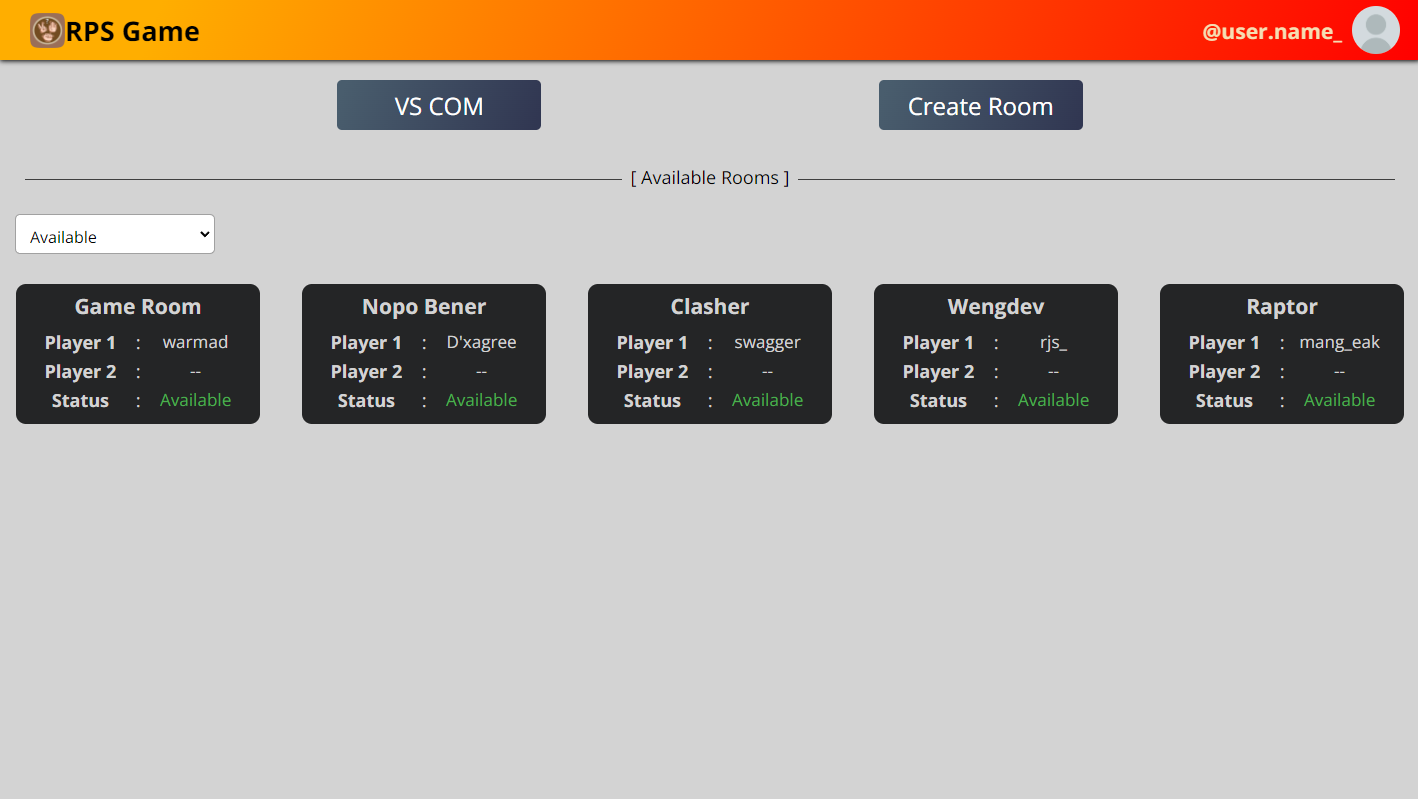 RPS Game
@user.name_
VS COM
Create Room
[ Available Rooms ]
Available
Game Room
Player 1 : warmad
Player 2 : --
Status : Available
Nopo Bener
Player 1 : D'xagree
Player 2 : --
Status : Available
Clasher
Player 1 : swagger
Player 2 : --
Status : Available
Wengdev
Player 1 : rjs_
Player 2 : --
Status : Available
Raptor
Player 1 : mang_eak
Player 2 : --
Status : Available